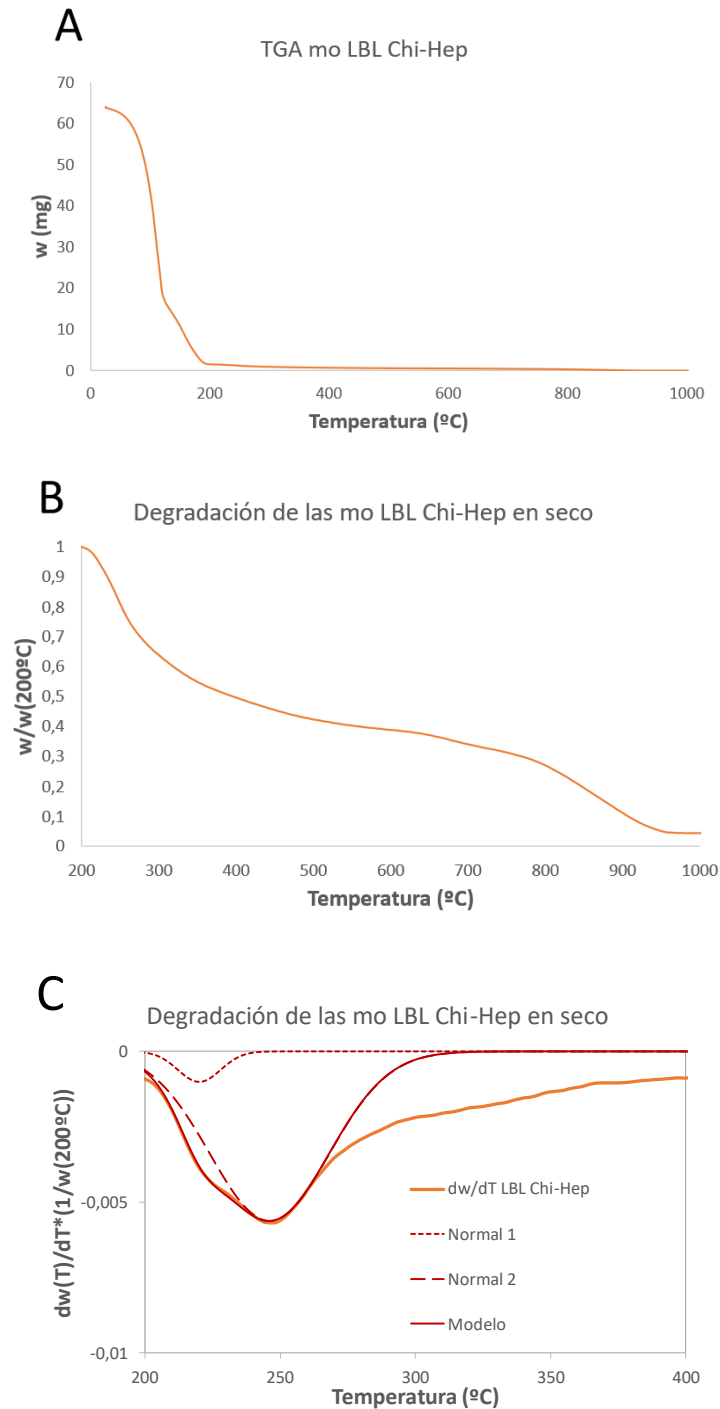 A
TGA mo LBL Chi-Hep
70
60
50
40
30
20
10
0
w (mg)
0 200 400 600 800 1000
Temperatura (ºC)
B
Degradación de las mo LBL Chi-Hep en seco
1
0,9
0,8
0,7
0,6
0,5
0,4
0,3
0,2
0,1
0
w/w(200ºC)
200 300 400 500 600 700 800 900 1000
Temperatura (ºC)
C
Degradación de las mo LBL Chi-Hep en seco
0
-0,005
-0,01
dw(T)/dT*(1/w(200ºC))
dw/dT LBL Chi-Hep
Normal 1
Normal 2
Modelo
200 250 300 350 400
Temperatura (ºC)